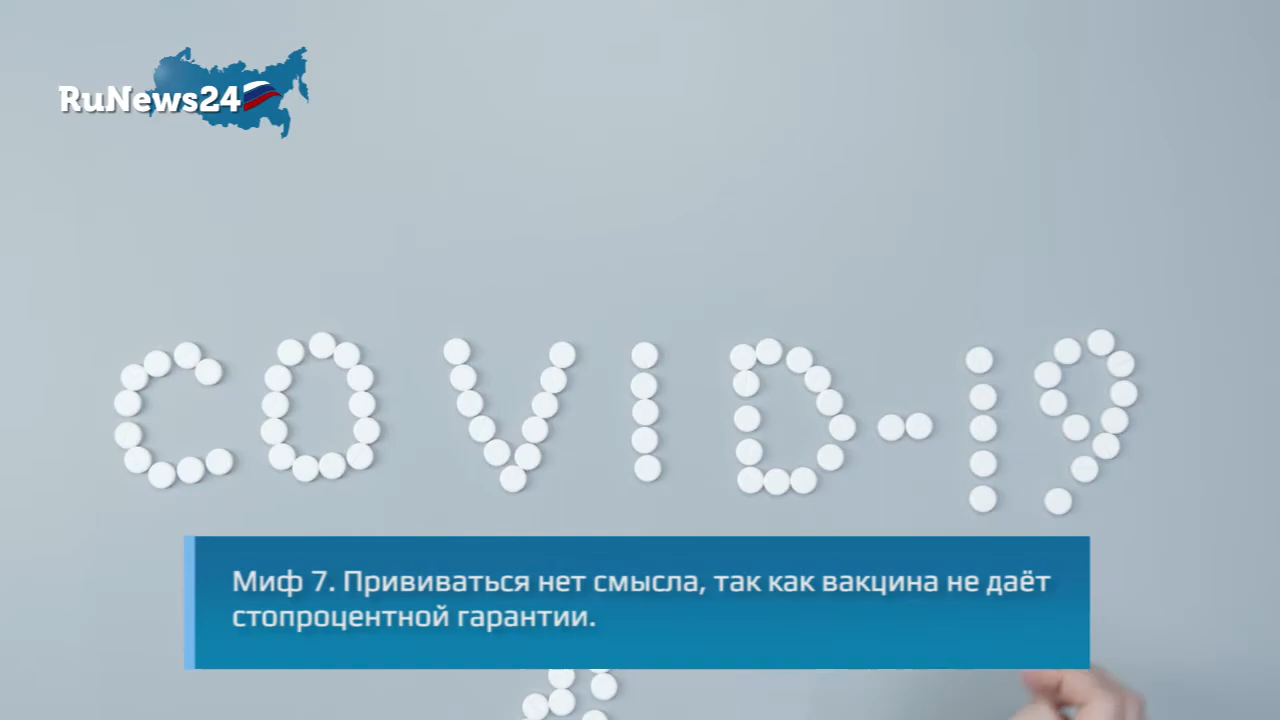 RuNews24
COVID-19
Миф 7. Прививаться нет смысла, так как вакцина не даёт
стопроцентной гарантии.